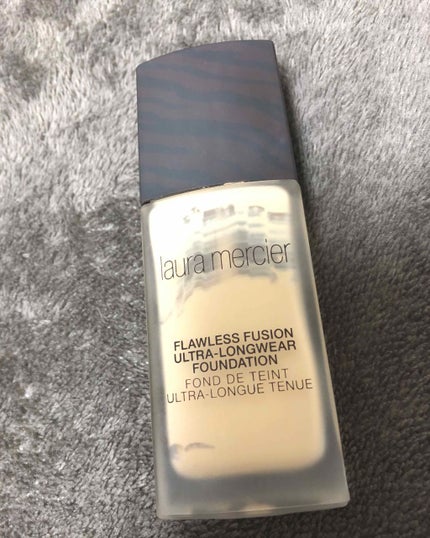 laura mercier
FLAWLESS FUSION
ULTRA-LONGWEAR
FOUNDATION
FOND DE TEINT
ULTRA-LONGUE TENUE